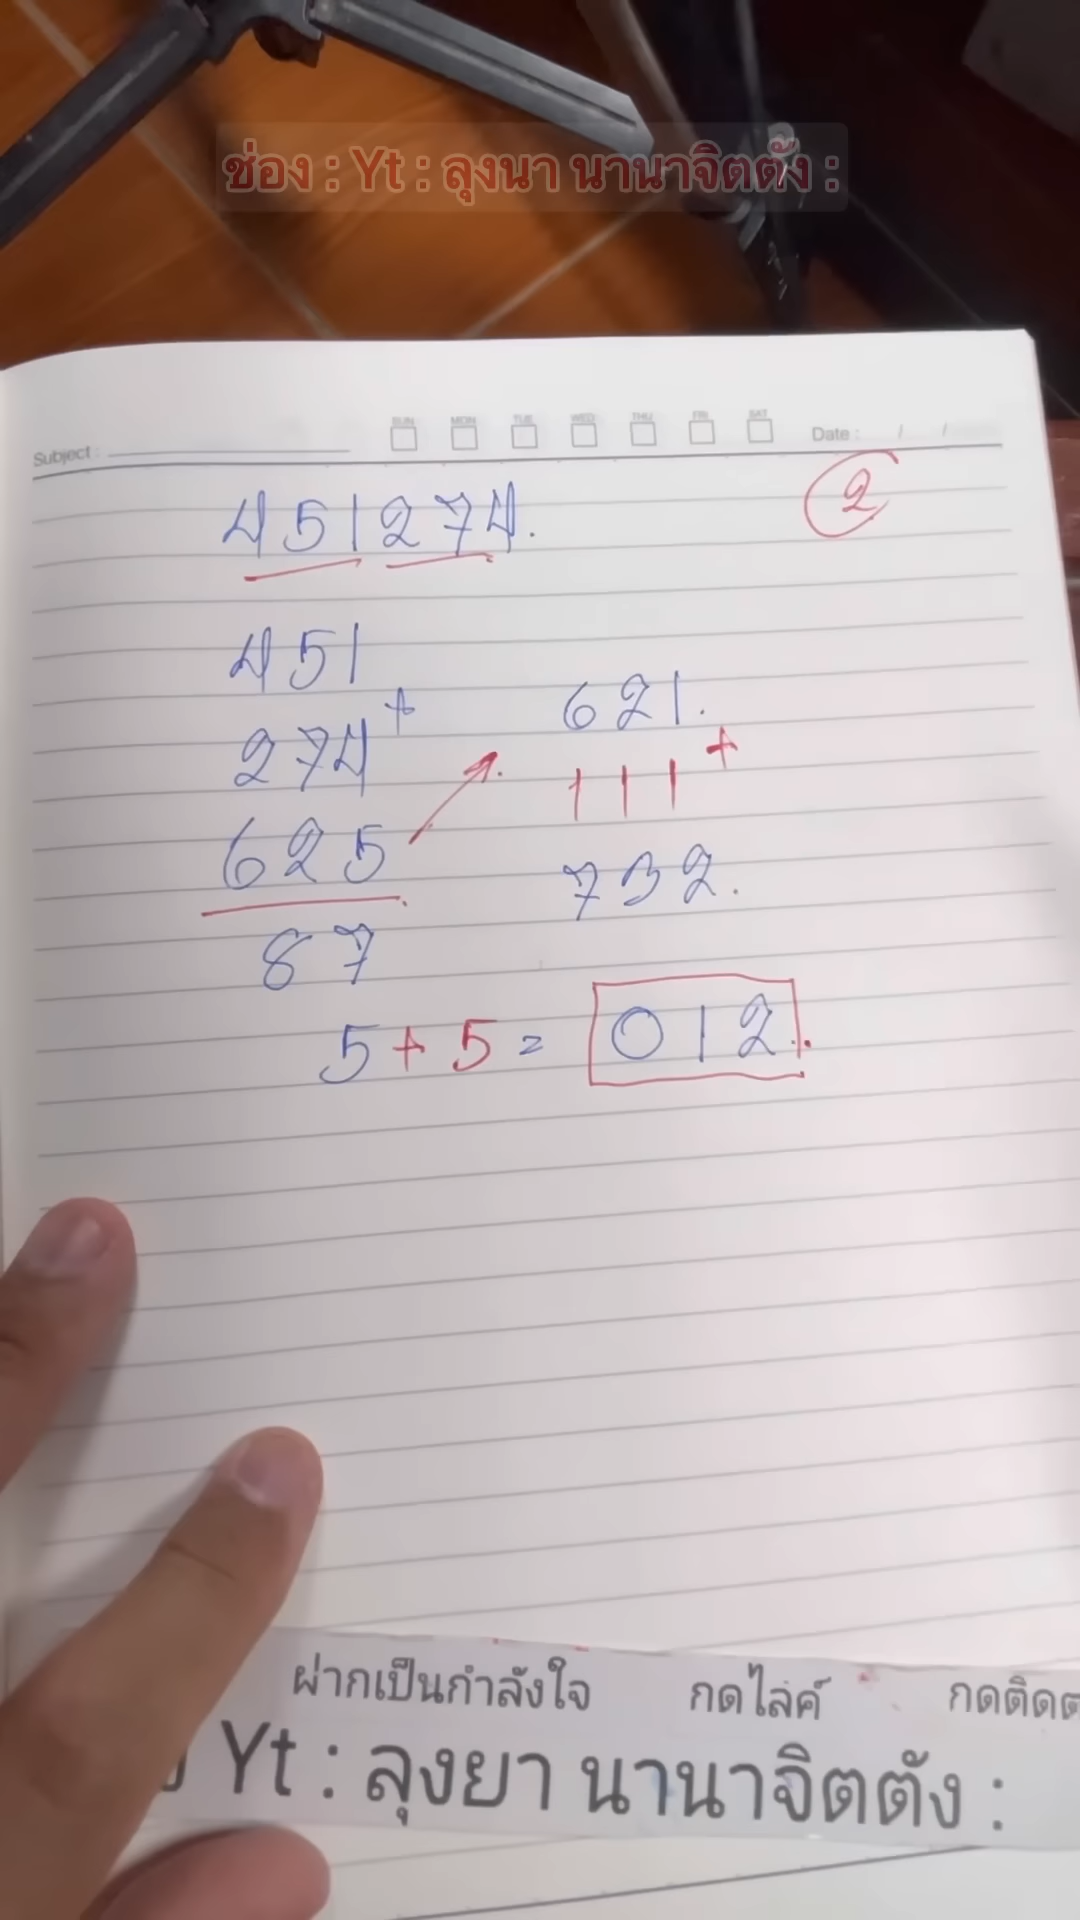 ช่อง : Yt : ลุงนา นานาจิตตั๊ง :
SUN MON TUE WED THU FRI SAT
Subject : Date : / /
451274. 2
451
274 +
625
87
621.
111 +
732.
5 + 5 = 012.
ฝากเป็นกำลังใจ กดไลค์ กดติดต
Yt : ลุงยา นานาจิตตัง :